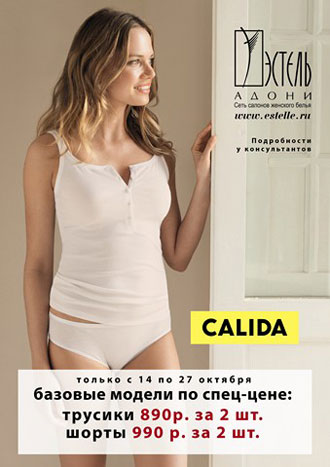 ЭСТЕЛЬ
АДОНИ
Сеть салонов женского белья
www.estelle.ru
Подробности
у консультантов
CALIDA
только с 14 по 27 октября
базовые модели по спец-цене:
трусики 890р. за 2 шт.
шорты 990 р. за 2 шт.